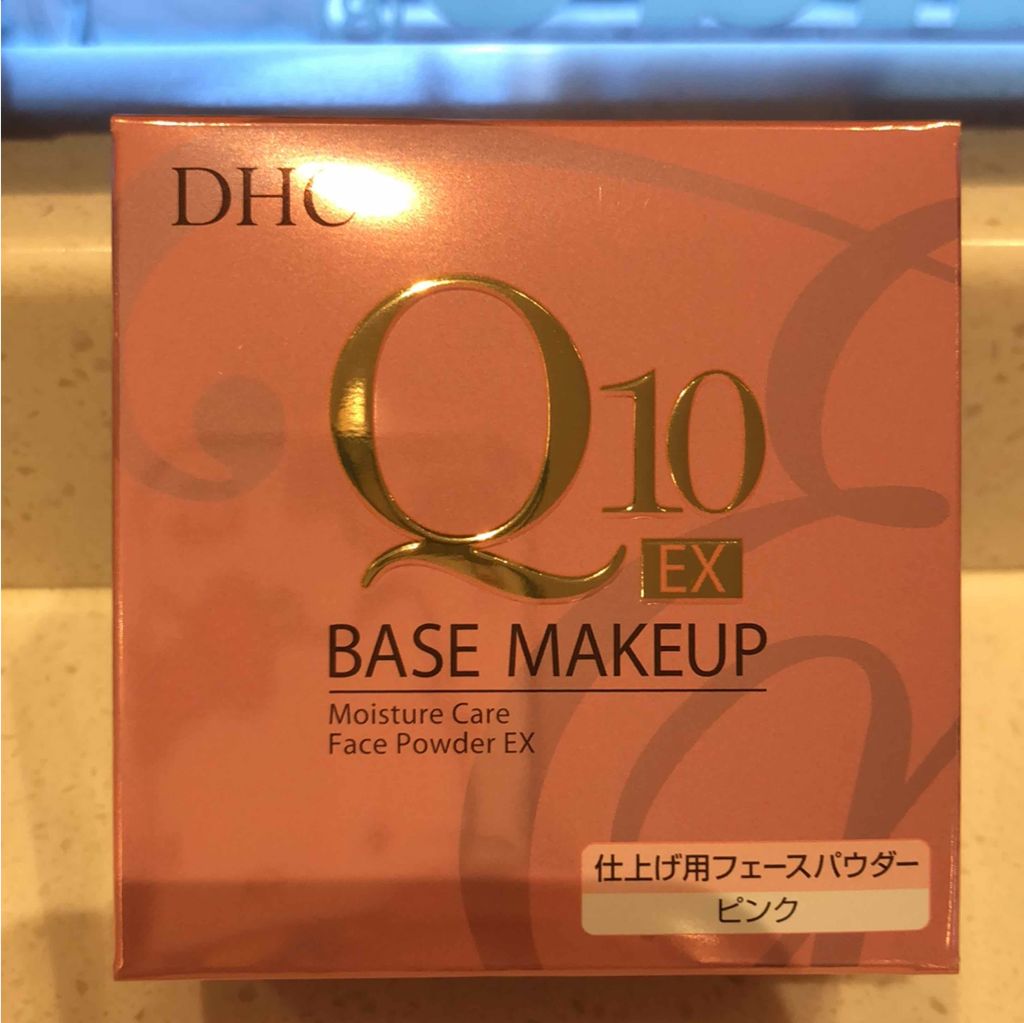 DHC
Q10
EX
BASE MAKEUP
Moisture Care
Face Powder EX
仕上げ用フェースパウダー
ピンク